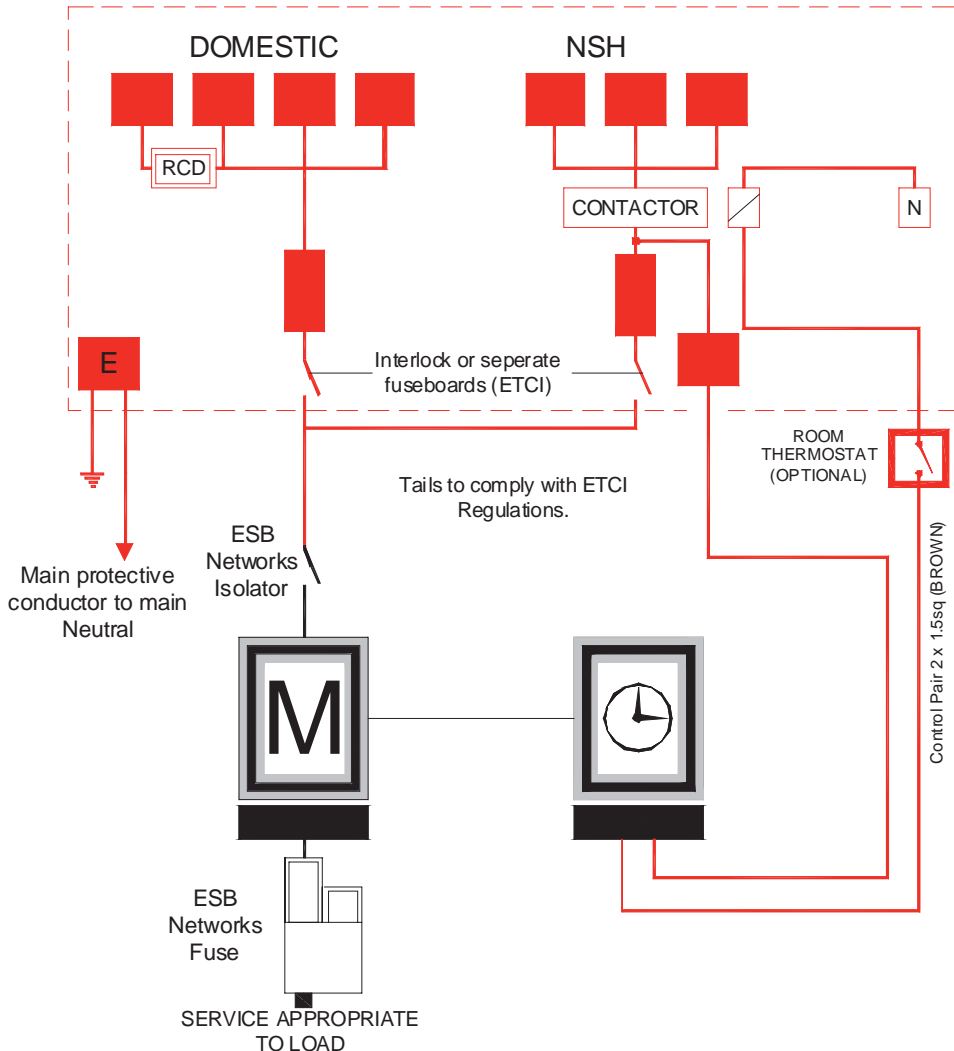 DOMESTIC
NSH
RCD
CONTACTOR
N
E
Interlock or seperate
fuseboards (ETCI)
ROOM
THERMOSTAT
(OPTIONAL)
Tails to comply with ETCI
Regulations.
ESB
Networks
Isolator
Main protective
conductor to main
Neutral
Control Pair 2 x 1.5sq (BROWN)
M
ESB
Networks
Fuse
SERVICE APPROPRIATE
TO LOAD